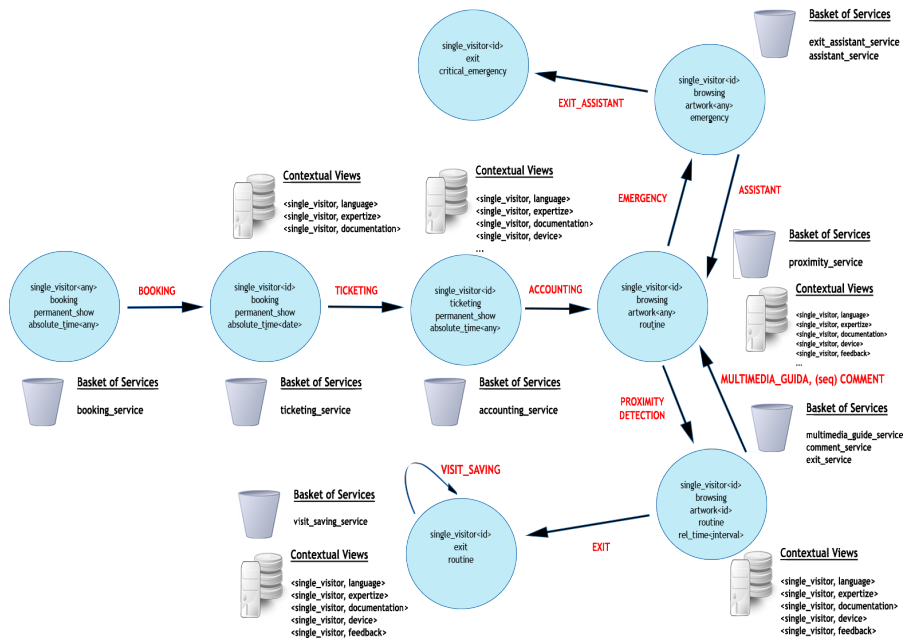 Basket of Services
exit_assistant_service
assistant_service
single_visitor<id>
exit
critical_emergency
EXIT_ASSISTANT
single_visitor<id>
browsing
artwork<any>
emergency
Contextual Views
<single_visitor, language>
<single_visitor, expertize>
<single_visitor, documentation>
Contextual Views
<single_visitor, language>
<single_visitor, expertize>
<single_visitor, documentation>
<single_visitor, device>
...
EMERGENCY
ASSISTANT
Basket of Services
proximity_service
single_visitor<any>
booking
permanent_show
absolute_time<any>
BOOKING
single_visitor<id>
booking
permanent_show
absolute_time<date>
TICKETING
single_visitor<id>
ticketing
permanent_show
absolute_time<any>
ACCOUNTING
single_visitor<id>
browsing
artwork<any>
routine
Contextual Views
<single_visitor, language>
<single_visitor, expertize>
<single_visitor, documentation>
<single_visitor, device>
<single_visitor, feedback>
...
Basket of Services
booking_service
Basket of Services
ticketing_service
Basket of Services
accounting_service
MULTIMEDIA_GUIDA, (seq) COMMENT
PROXIMITY
DETECTION
Basket of Services
multimedia_guide_service
comment_service
exit_service
VISIT_SAVING
Basket of Services
visit_saving_service
single_visitor<id>
exit
routine
EXIT
single_visitor<id>
browsing
artwork<id>
routine
rel_time<interval>
Contextual Views
<single_visitor, language>
<single_visitor, expertize>
<single_visitor, documentation>
<single_visitor, device>
<single_visitor, feedback>
Contextual Views
<single_visitor, language>
<single_visitor, expertize>
<single_visitor, documentation>
<single_visitor, device>
<single_visitor, feedback>